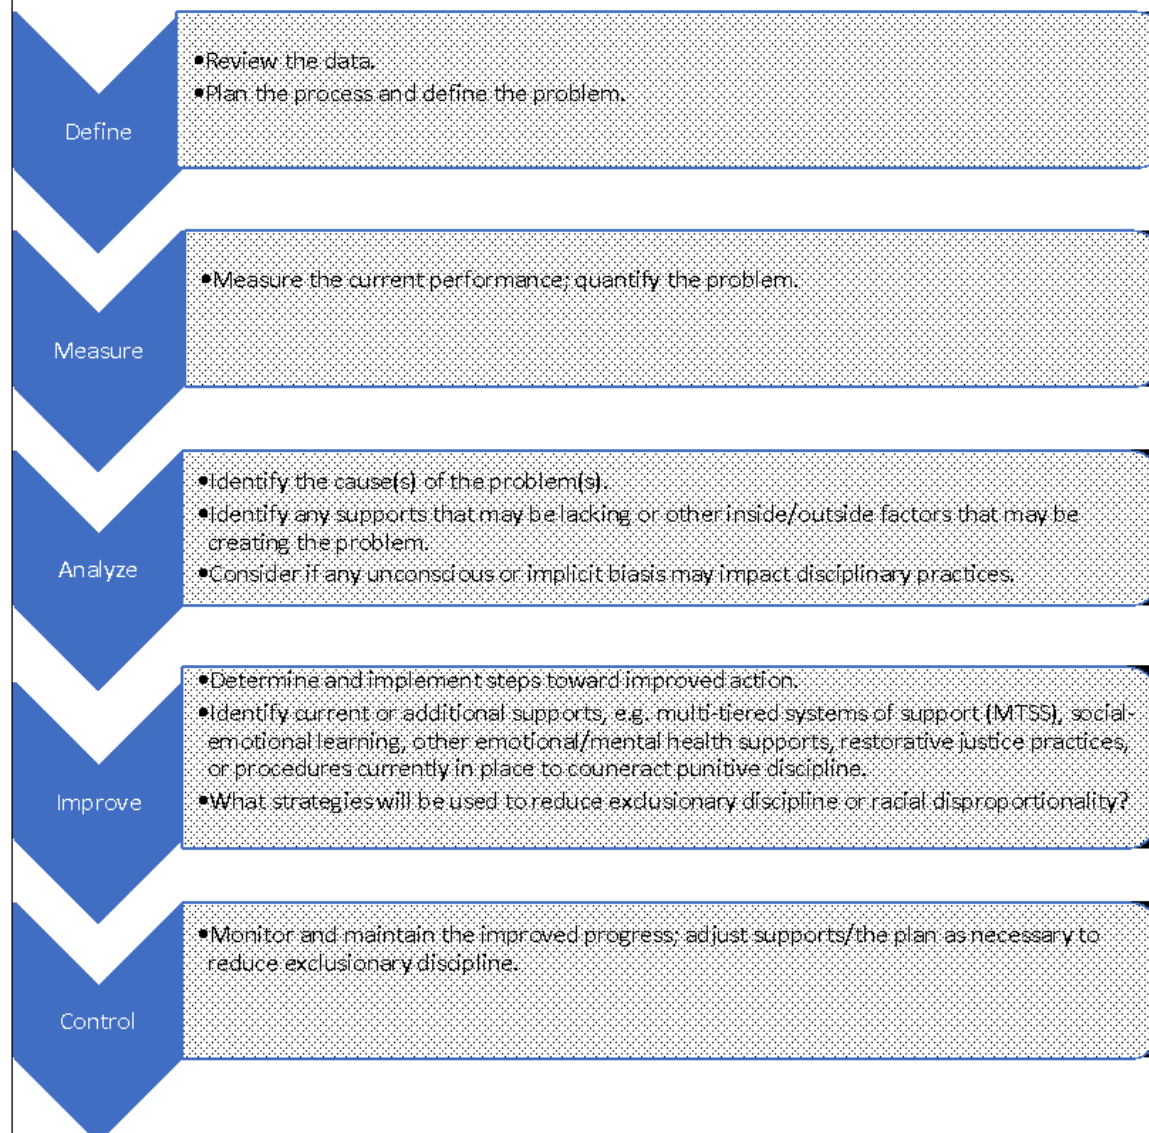 Define
•Review the data.
•Plan the process and define the problem.
Measure
•Measure the current performance; quantify the problem.
Analyze
•Identify the cause(s) of the problem(s).
•Identify any supports that may be lacking or other inside/outside factors that may be
creating the problem.
•Consider if any unconscious or implicit biasis may impact disciplinary practices.
Improve
•Determine and implement steps toward improved action.
•Identify current or additional supports, e.g. multi-tiered systems of support (MTSS), social-
emotional learning, other emotional/mental health supports, restorative justice practices,
or procedures currently in place to couneract punitive discipline.
•What strategies will be used to reduce exclusionary discipline or racial disproportionality?
Control
•Monitor and maintain the improved progress; adjust supports/the plan as necessary to
reduce exclusionary discipline.